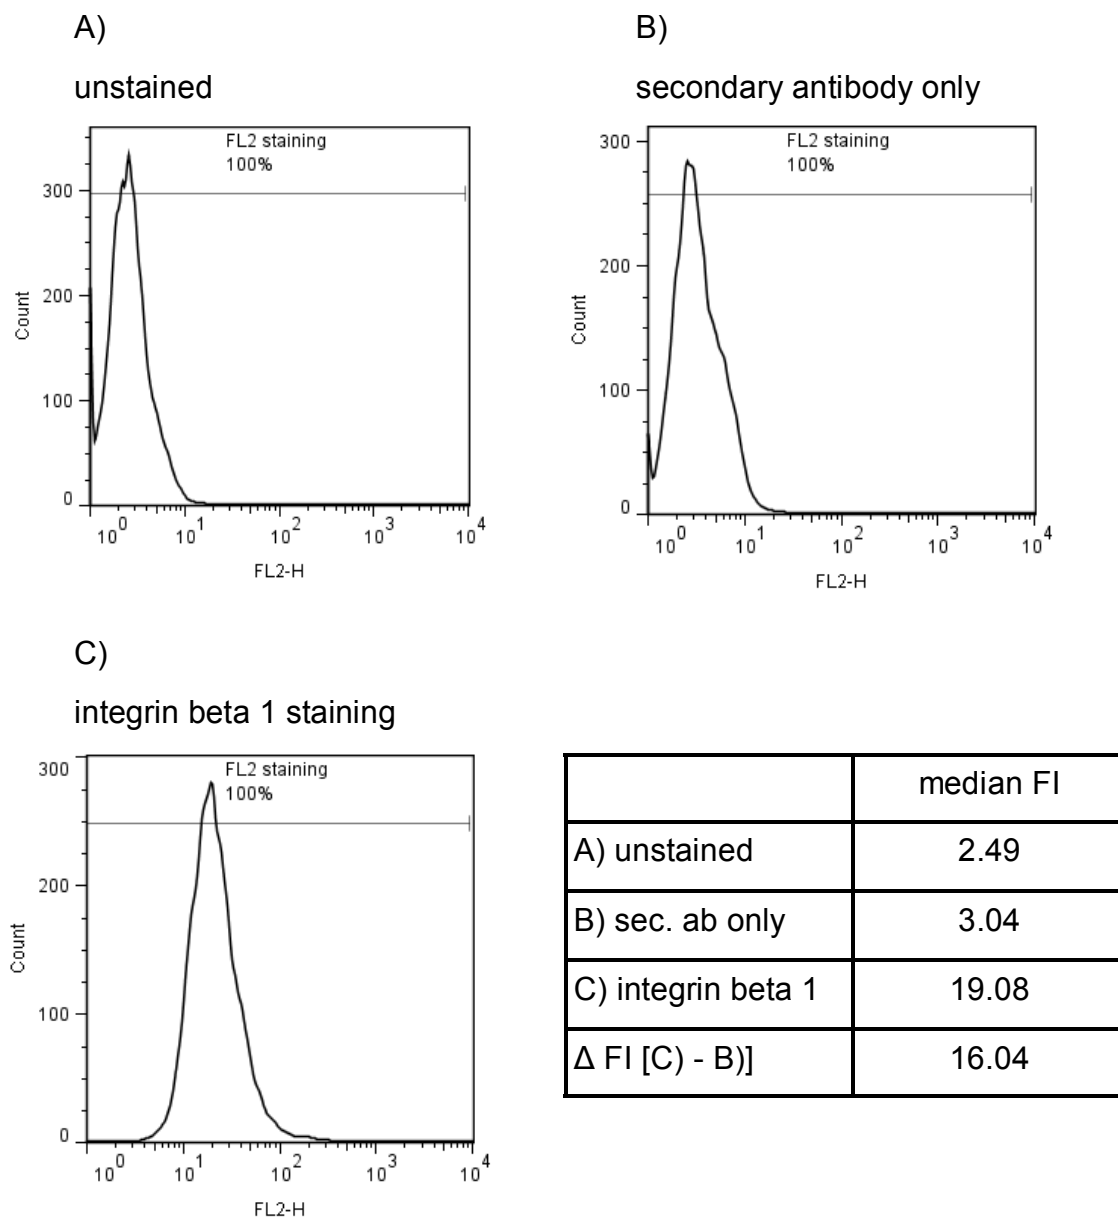 A)
unstained
FL2 staining
100%
300
200
100
0
Count
10^0 10^1 10^2 10^3 10^4
FL2-H
B)
secondary antibody only
FL2 staining
100%
300
200
100
0
Count
10^0 10^1 10^2 10^3 10^4
FL2-H
C)
integrin beta 1 staining
FL2 staining
100%
300
200
100
0
Count
10^0 10^1 10^2 10^3 10^4
FL2-H
median FI
A) unstained 2.49
B) sec. ab only 3.04
C) integrin beta 1 19.08
Δ FI [C) - B)] 16.04